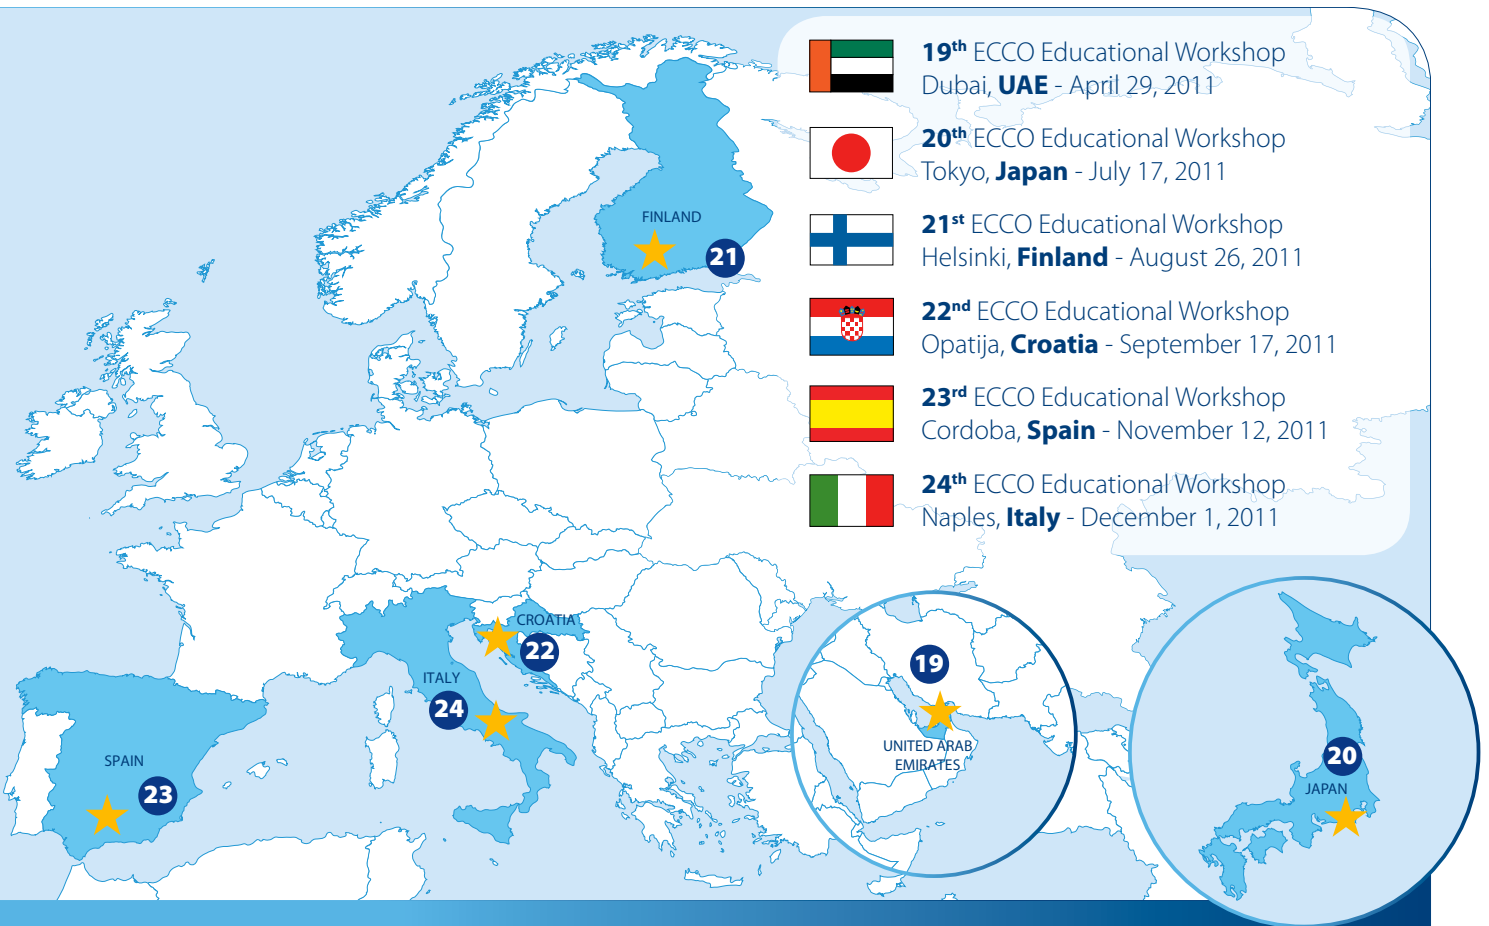 19th ECCO Educational Workshop
Dubai, UAE - April 29, 2011
20th ECCO Educational Workshop
Tokyo, Japan - July 17, 2011
21st ECCO Educational Workshop
Helsinki, Finland - August 26, 2011
22nd ECCO Educational Workshop
Opatija, Croatia - September 17, 2011
23rd ECCO Educational Workshop
Cordoba, Spain - November 12, 2011
24th ECCO Educational Workshop
Naples, Italy - December 1, 2011
FINLAND
21
CROATIA
22
ITALY
24
SPAIN
23
19
UNITED ARAB
EMIRATES
20
JAPAN